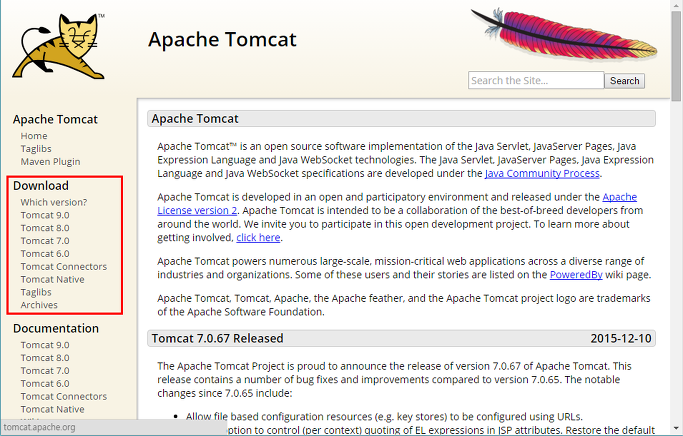 TM
Apache Tomcat
Search the Site... Search
Apache Tomcat
Home
Taglibs
Maven Plugin
Download
Which version?
Tomcat 9.0
Tomcat 8.0
Tomcat 7.0
Tomcat 6.0
Tomcat Connectors
Tomcat Native
Taglibs
Archives
Documentation
Tomcat 9.0
Tomcat 8.0
Tomcat 7.0
Tomcat 6.0
Tomcat Connectors
Tomcat Native
tomcat.apache.org
Apache Tomcat
Apache Tomcat™ is an open source software implementation of the Java Servlet, JavaServer Pages, Java
Expression Language and Java WebSocket technologies. The Java Servlet, JavaServer Pages, Java Expression
Language and Java WebSocket specifications are developed under the Java Community Process.
Apache Tomcat is developed in an open and participatory environment and released under the Apache
License version 2. Apache Tomcat is intended to be a collaboration of the best-of-breed developers from
around the world. We invite you to participate in this open development project. To learn more about
getting involved, click here.
Apache Tomcat powers numerous large-scale, mission-critical web applications across a diverse range of
industries and organizations. Some of these users and their stories are listed on the PoweredBy wiki page.
Apache Tomcat, Tomcat, Apache, the Apache feather, and the Apache Tomcat project logo are trademarks
of the Apache Software Foundation.
Tomcat 7.0.67 Released 2015-12-10
The Apache Tomcat Project is proud to announce the release of version 7.0.67 of Apache Tomcat. This
release contains a number of bug fixes and improvements compared to version 7.0.65. The notable
changes since 7.0.65 include:
• Allow file based configuration resources (e.g. key stores) to be configured using URLs.
option to control (per context) quoting of EL expressions in JSP attributes. Restore the default